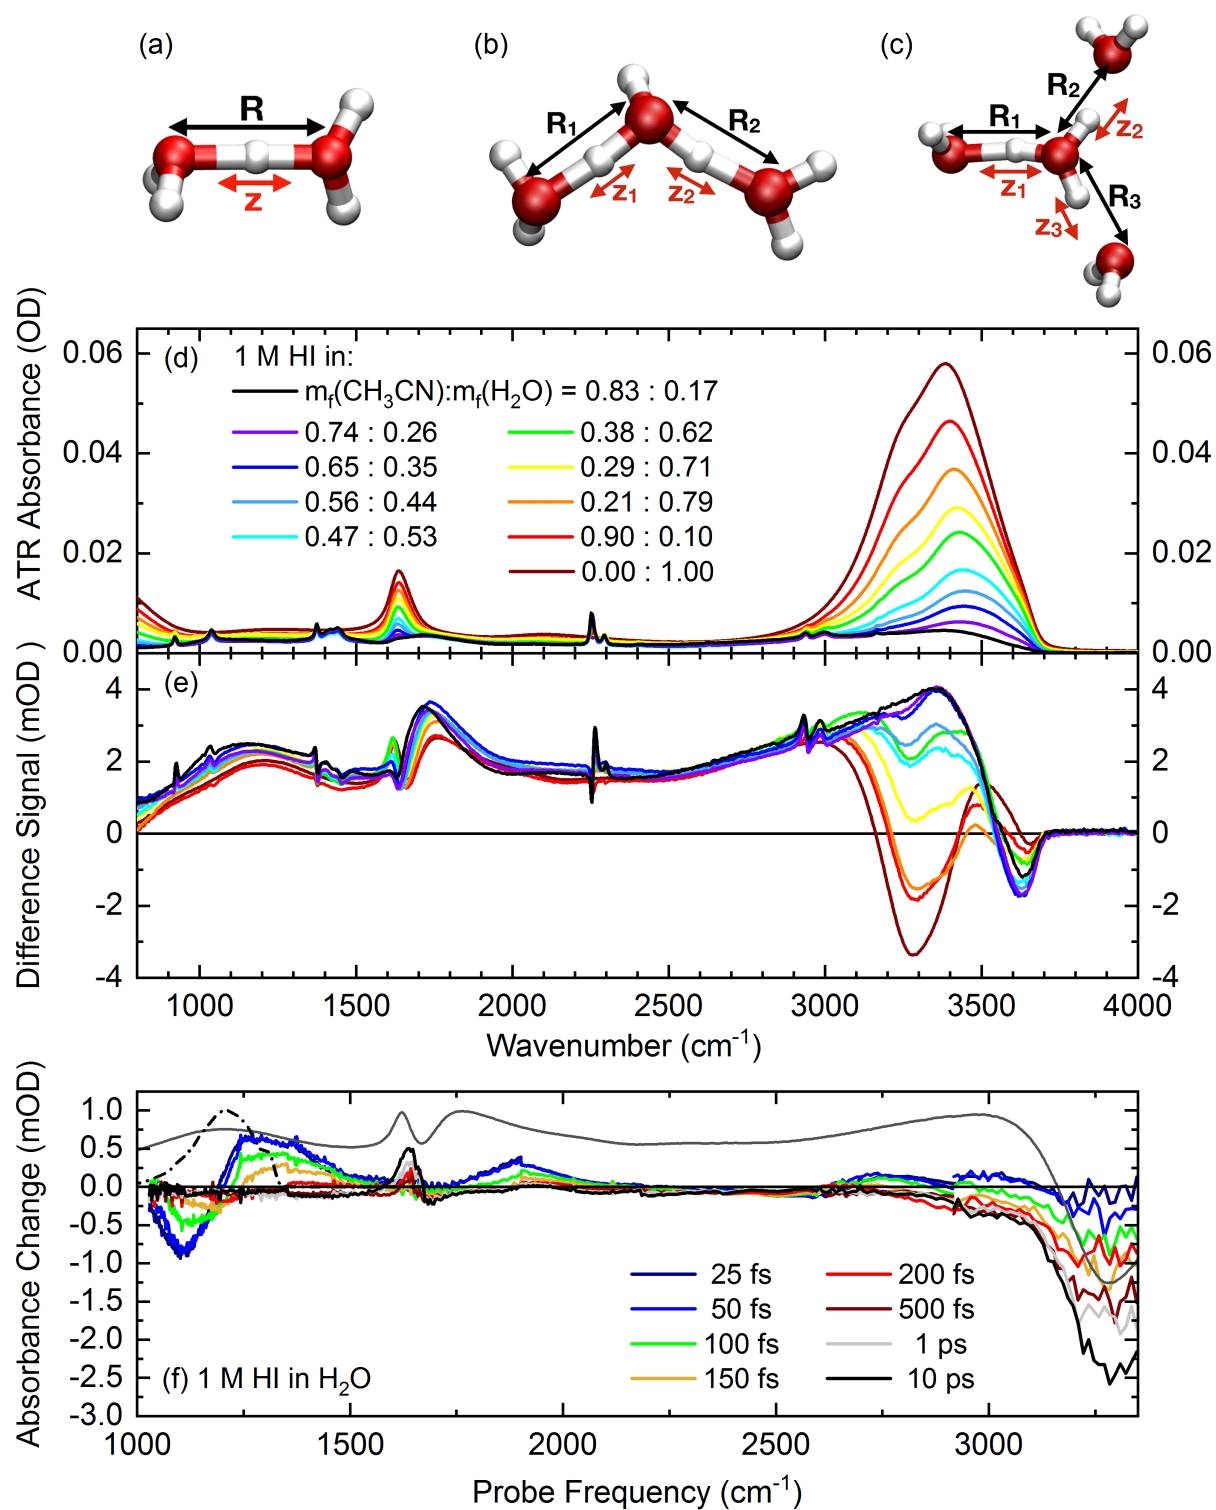 (a)
R
z
(b)
R1
R2
z1
z2
(c)
R1
R2
R3
z1
z2
z3
ATR Absorbance (OD)
0.06
0.04
0.02
0.00
(d)
1 M HI in:
mf(CH3CN):mf(H2O) = 0.83 : 0.17
0.74 : 0.26
0.38 : 0.62
0.65 : 0.35
0.29 : 0.71
0.56 : 0.44
0.21 : 0.79
0.47 : 0.53
0.90 : 0.10
0.00 : 1.00
0.06
0.04
0.02
0.00
Difference Signal (mOD)
4
2
0
-2
-4
(e)
4
2
0
-2
-4
1000
1500
2000
2500
3000
3500
4000
Wavenumber (cm-1)
Absorbance Change (mOD)
1.0
0.5
0.0
-0.5
-1.0
-1.5
-2.0
-2.5
-3.0
25 fs
200 fs
50 fs
500 fs
100 fs
1 ps
150 fs
10 ps
(f) 1 M HI in H2O
1000
1500
2000
2500
3000
Probe Frequency (cm-1)